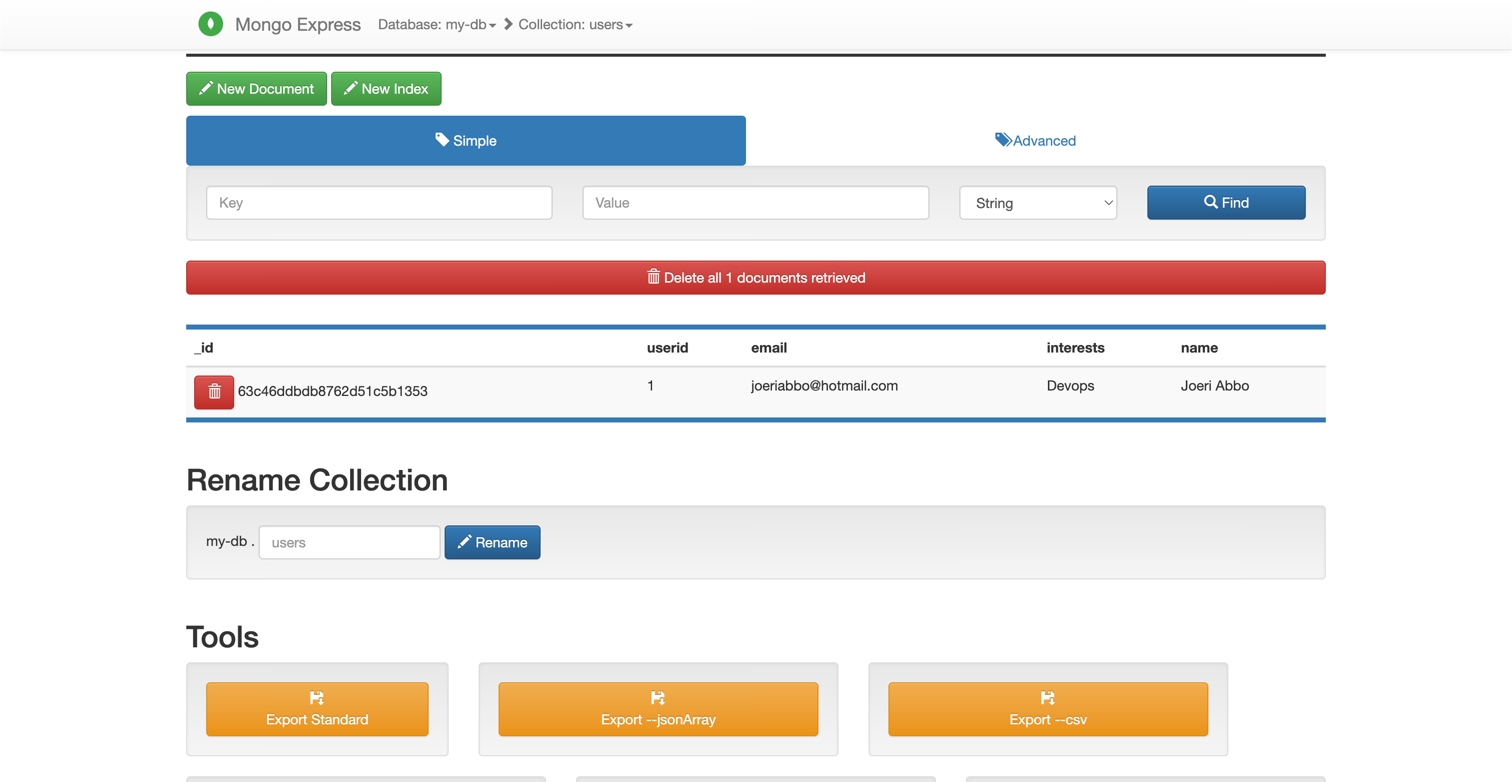 Mongo Express Database: my-db Collection: users
New Document New Index
Simple Advanced
Key Value String Find
Delete all 1 documents retrieved
_id userid email interests name
63c46ddbdb8762d51c5b1353 1 joeriabbo@hotmail.com Devops Joeri Abbo
Rename Collection
my-db . users Rename
Tools
Export Standard Export --jsonArray Export --csv